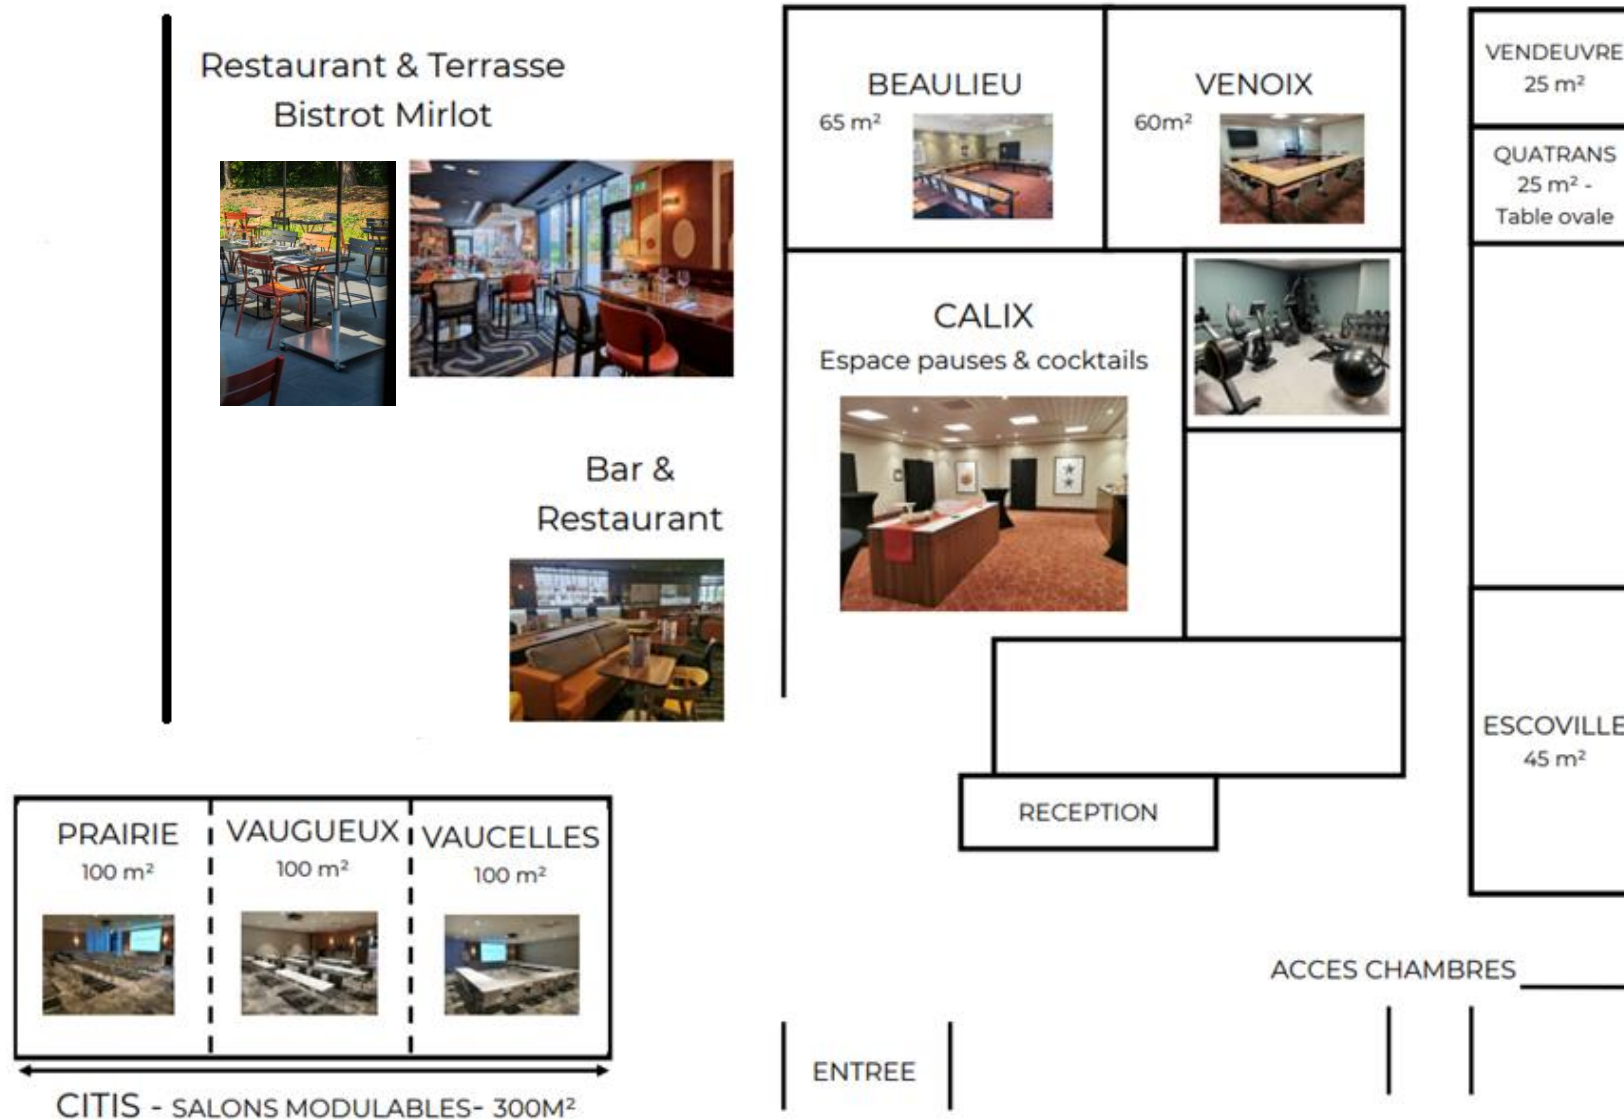 Restaurant & Terrasse
Bistrot Mirlot
Bar &
Restaurant
BEAULIEU
65 m²
VENOIX
60m²
CALIX
Espace pauses & cocktails
VENDEUVRE
25 m²
QUATRANS
25 m² -
Table ovale
ESCOVILLE
45 m²
RECEPTION
PRAIRIE
100 m²
VAUGUEUX
100 m²
VAUCELLES
100 m²
CITIS - SALONS MODULABLES- 300M²
ENTREE
ACCES CHAMBRES